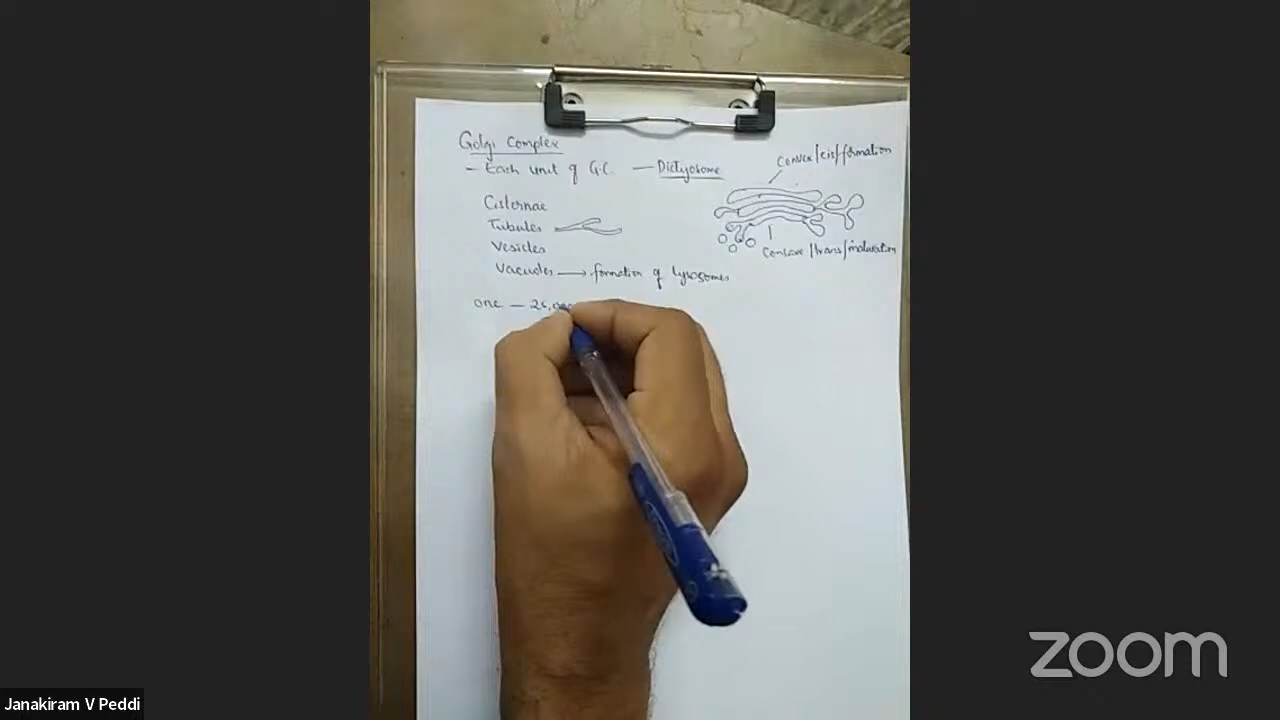 Golgi Complex
– Each unit of G.C. — Dictyosome
Convex/cis/formation
Cisternae
Tubules
Vesicles
Concave/trans/maturation
Vacuoles → formation of Lysosomes
one –
zoom
Janakiram V Peddi